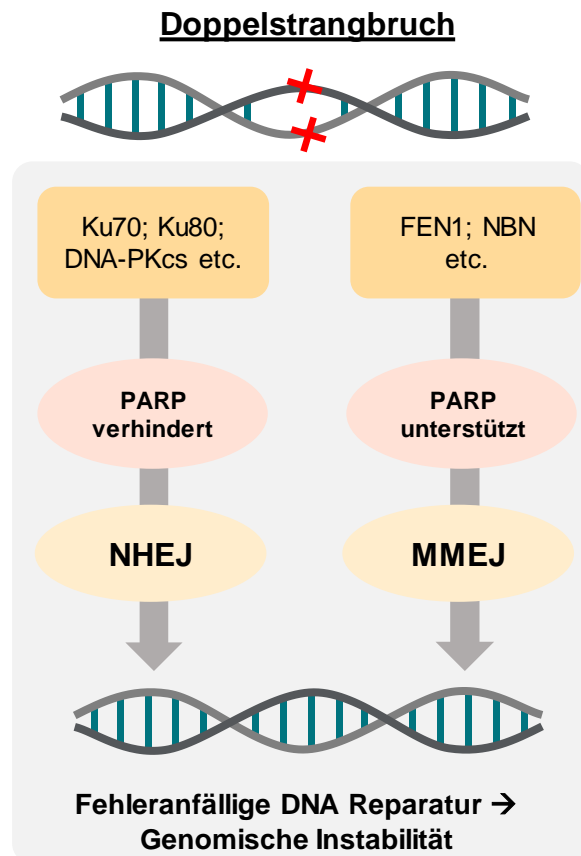 Doppelstrangbruch
Ku70; Ku80;
DNA-PKcs etc.
FEN1; NBN
etc.
PARP
verhindert
PARP
unterstützt
NHEJ
MMEJ
Fehleranfällige DNA Reparatur →
Genomische Instabilität